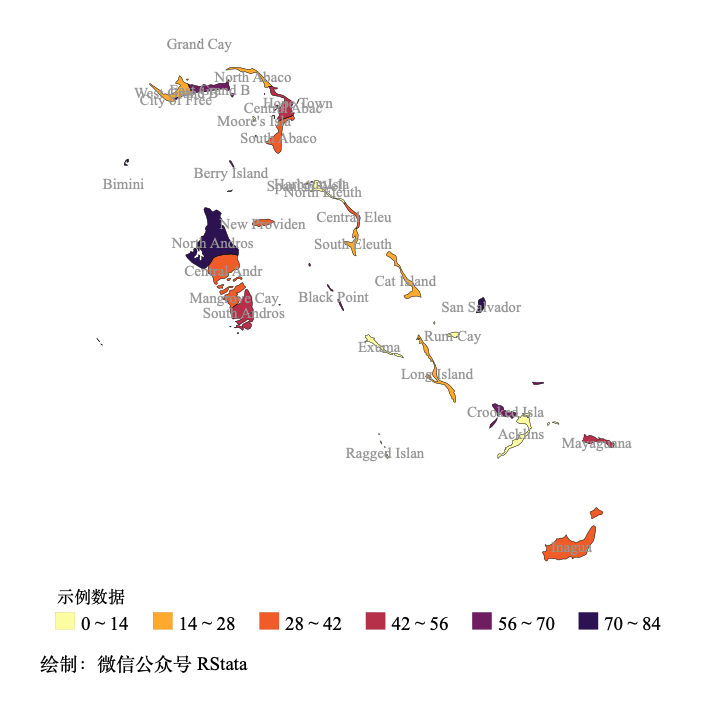 Grand Cay
North Abaco
East Grand B
West Grand B
City of Free
Hope Town
Central Abac
Moore's Isla
South Abaco
Berry Island
Bimini
Harbour Isla
North Eleuth
New Providen
Central Eleu
North Andros
South Eleuth
Central Andr
Cat Island
Mangrove Cay
Black Point
San Salvador
South Andros
Rum Cay
Exuma
Long Island
Crooked Isla
Acklins
Mayaguana
Ragged Islan
Inagua
示例数据
0 ~ 14 14 ~ 28 28 ~ 42 42 ~ 56 56 ~ 70 70 ~ 84
绘制：微信公众号 RStata